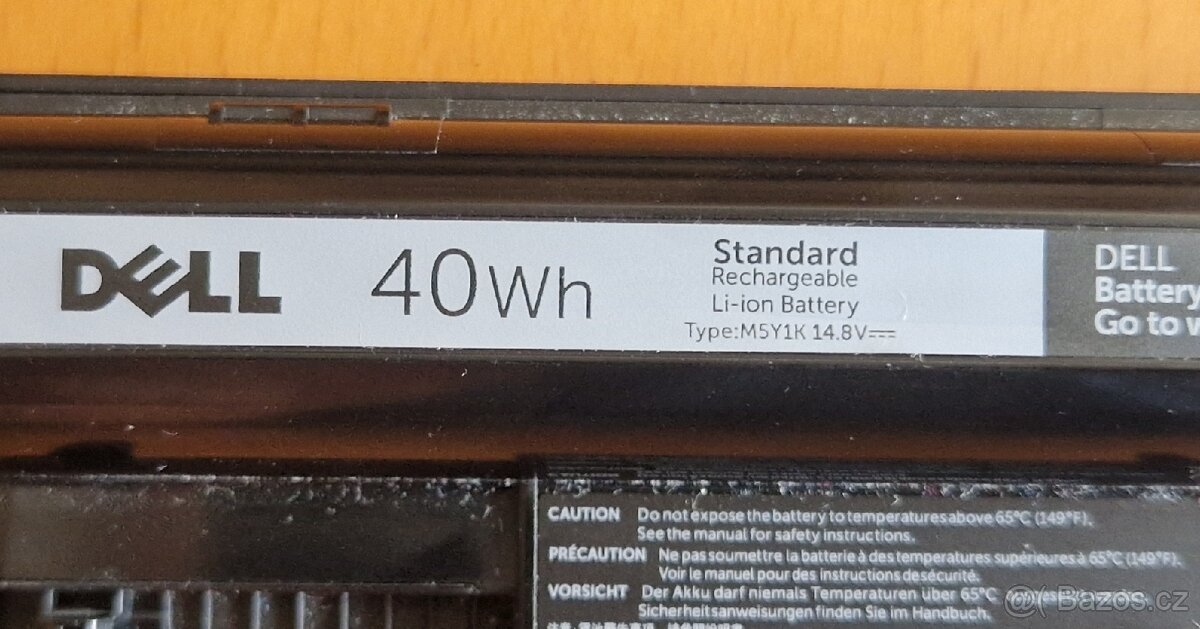 DELL
40Wh
Standard
Rechargeable
Li-ion Battery
Type:M5Y1K 14.8V⎓
DELL
Battery
Go to
CAUTION Do not expose the battery to temperatures above 65°C (149°F).
See the manual for safety instructions.
PRÉCAUTION Ne pas soumettre la batterie à des temperatures supérieures à 65°C (149°F).
Voir le manuel pour des instructions de sécurité.
VORSICHT Der Akku darf niemals Temperaturen über 65°C
Sicherheitsanweisungen finden Sie im Handbuch.
Bazos.cz